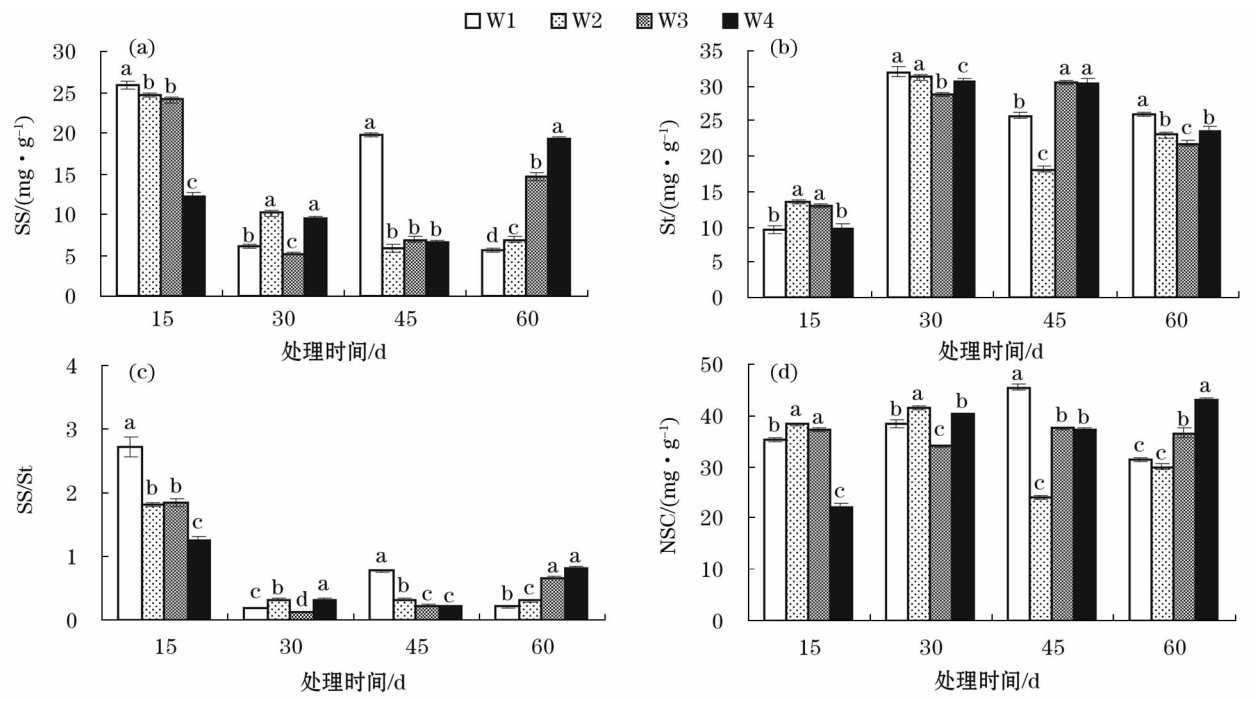 W1 W2 W3 W4
(a)
SS/(mg·g⁻¹)
30
25
20
15
10
5
0
a b b c
b a c a
a b b b
d c b a
15 30 45 60
处理时间/d
(b)
St/(mg·g⁻¹)
35
30
25
20
15
10
5
0
b a a b
a a b c
b c a a
a b c b
15 30 45 60
处理时间/d
(c)
SS/St
4
3
2
1
0
a b b c
c b d a
a b c c
b c a a
15 30 45 60
处理时间/d
(d)
NSC/(mg·g⁻¹)
50
40
30
20
10
0
b a a c
b a c b
a c b b
c c b a
15 30 45 60
处理时间/d